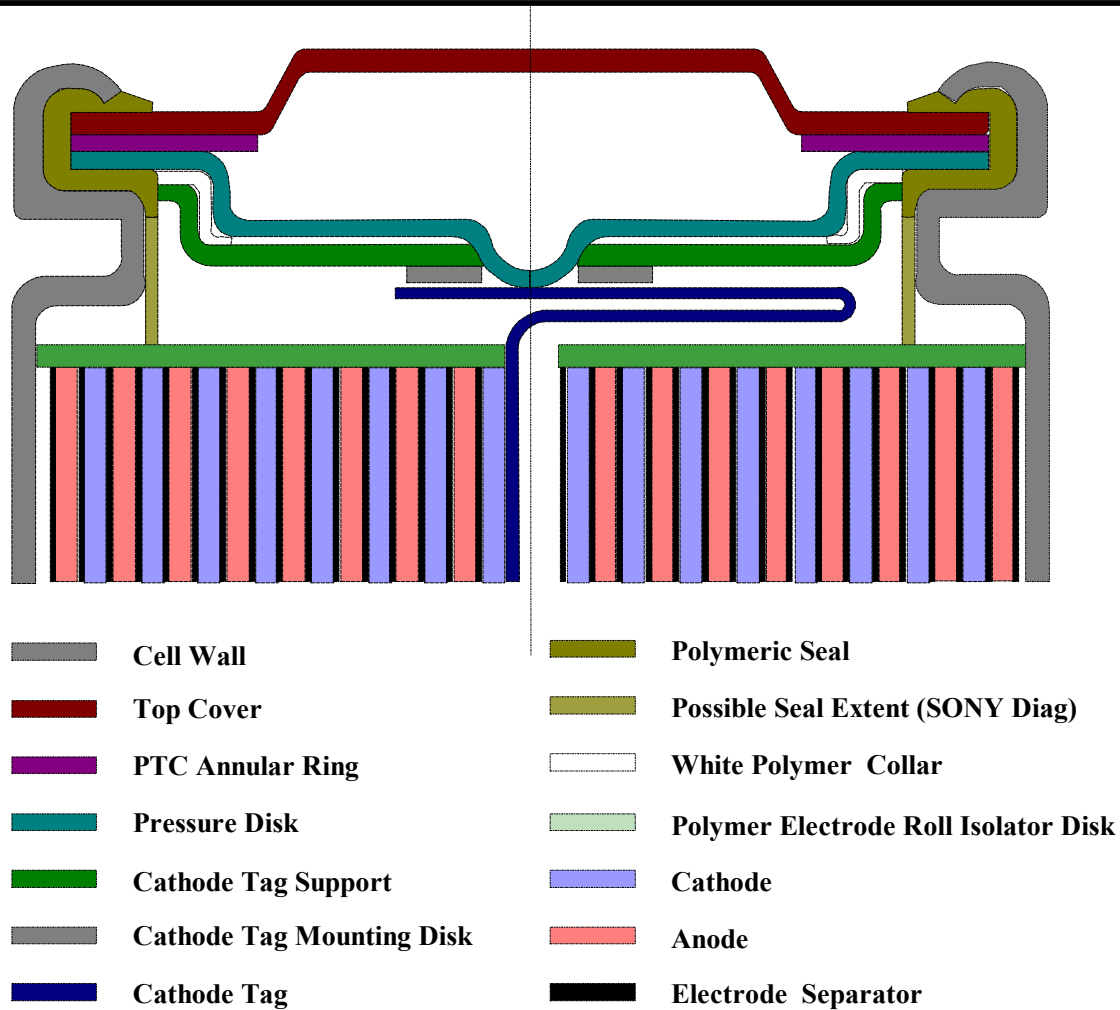 Cell Wall
Top Cover
PTC Annular Ring
Pressure Disk
Cathode Tag Support
Cathode Tag Mounting Disk
Cathode Tag
Polymeric Seal
Possible Seal Extent (SONY Diag)
White Polymer Collar
Polymer Electrode Roll Isolator Disk
Cathode
Anode
Electrode Separator